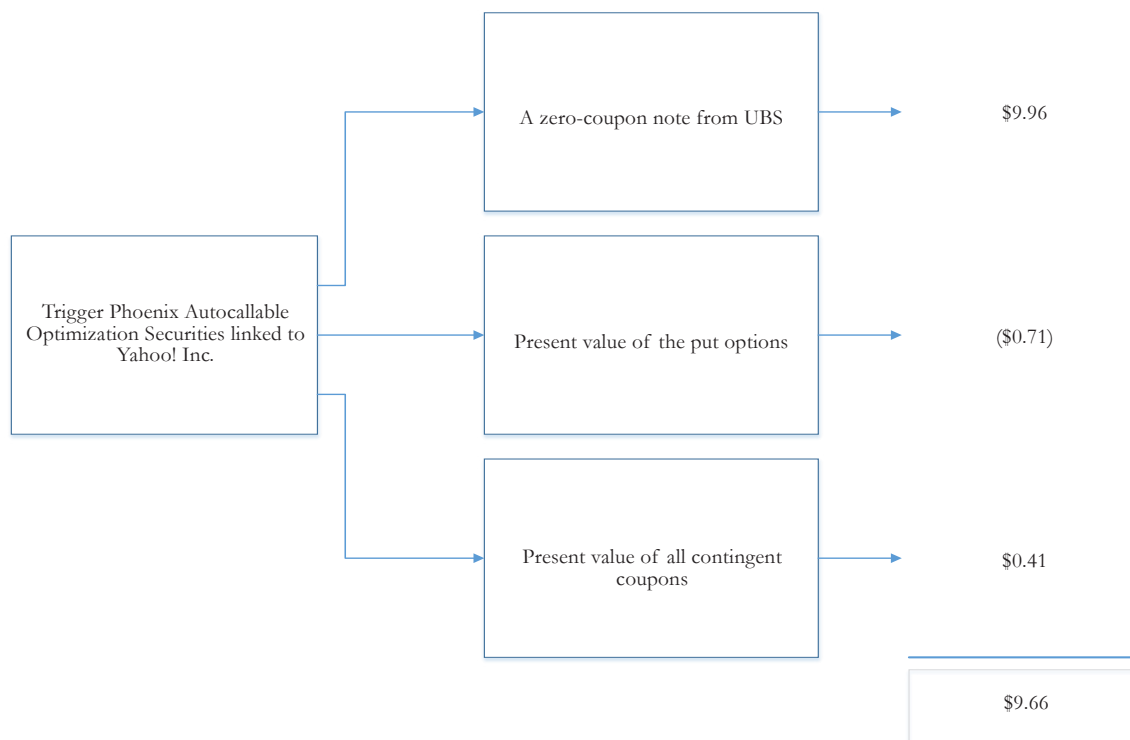 A zero-coupon note from UBS
$9.96
Trigger Phoenix Autocallable
Optimization Securities linked to
Yahoo! Inc.
Present value of the put options
($0.71)
Present value of all contingent
coupons
$0.41
$9.66